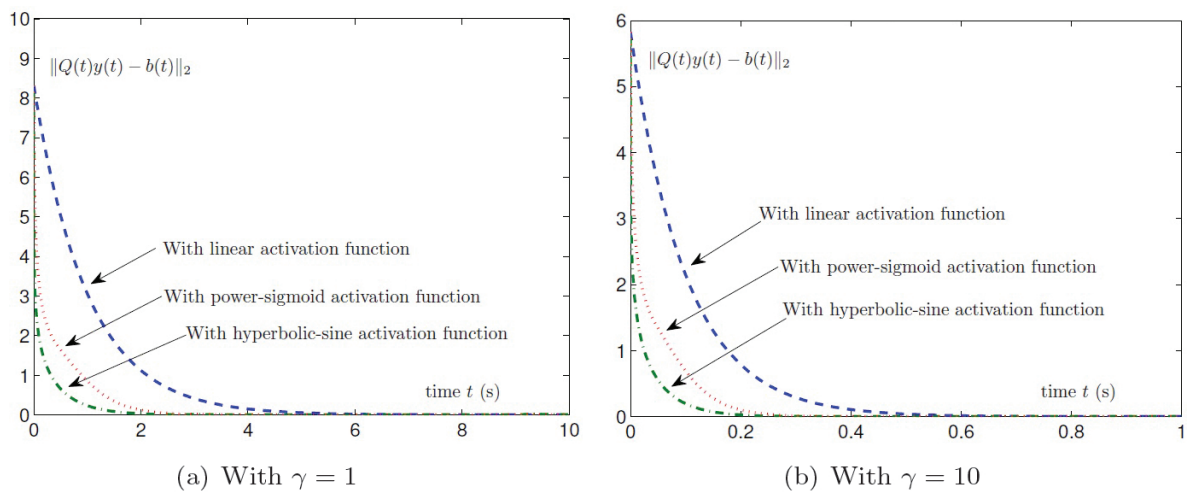 10
9
8
7
6
5
4
3
2
1
0
‖Q(t)y(t) − b(t)‖₂
With linear activation function
With power-sigmoid activation function
With hyperbolic-sine activation function
time t (s)
0 2 4 6 8 10
(a) With γ = 1
6
5
4
3
2
1
0
‖Q(t)y(t) − b(t)‖₂
With linear activation function
With power-sigmoid activation function
With hyperbolic-sine activation function
time t (s)
0 0.2 0.4 0.6 0.8 1
(b) With γ = 10